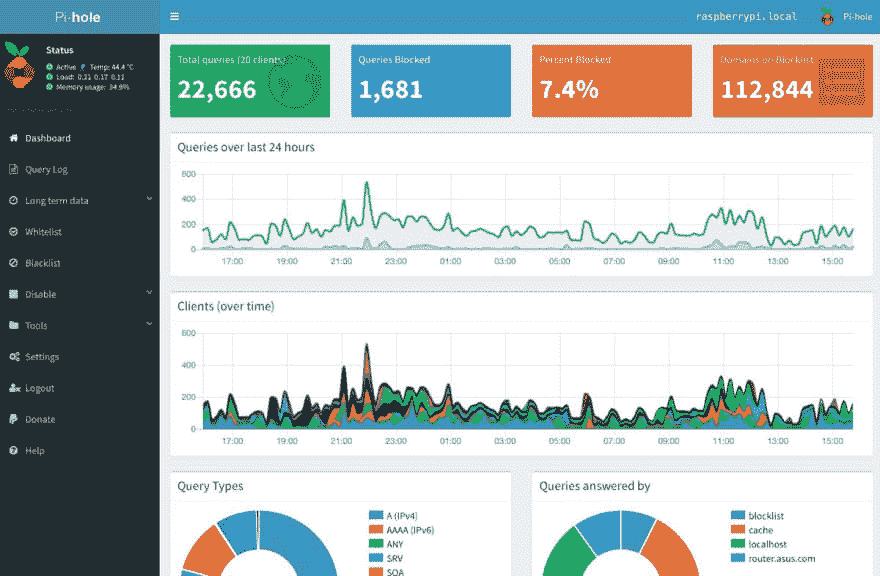 Pi-hole
raspberrypi.local
Pi-hole
Status
Active Temp: 44.4 °C
Load: 0.31 0.17 0.11
Memory usage: 34.9%
Dashboard
Query Log
Long term data
Whitelist
Blacklist
Disable
Tools
Settings
Logout
Donate
Help
Total queries (20 clients)
22,666
Queries Blocked
1,681
Percent Blocked
7.4%
Domains on Blocklist
112,844
Queries over last 24 hours
600
400
200
0
17:00 19:00 21:00 23:00 01:00 03:00 05:00 07:00 09:00 11:00 13:00 15:00
Clients (over time)
600
400
200
0
17:00 19:00 21:00 23:00 01:00 03:00 05:00 07:00 09:00 11:00 13:00 15:00
Query Types
A (IPv4)
AAAA (IPv6)
ANY
SRV
SOA
Queries answered by
blocklist
cache
localhost
router.asus.com